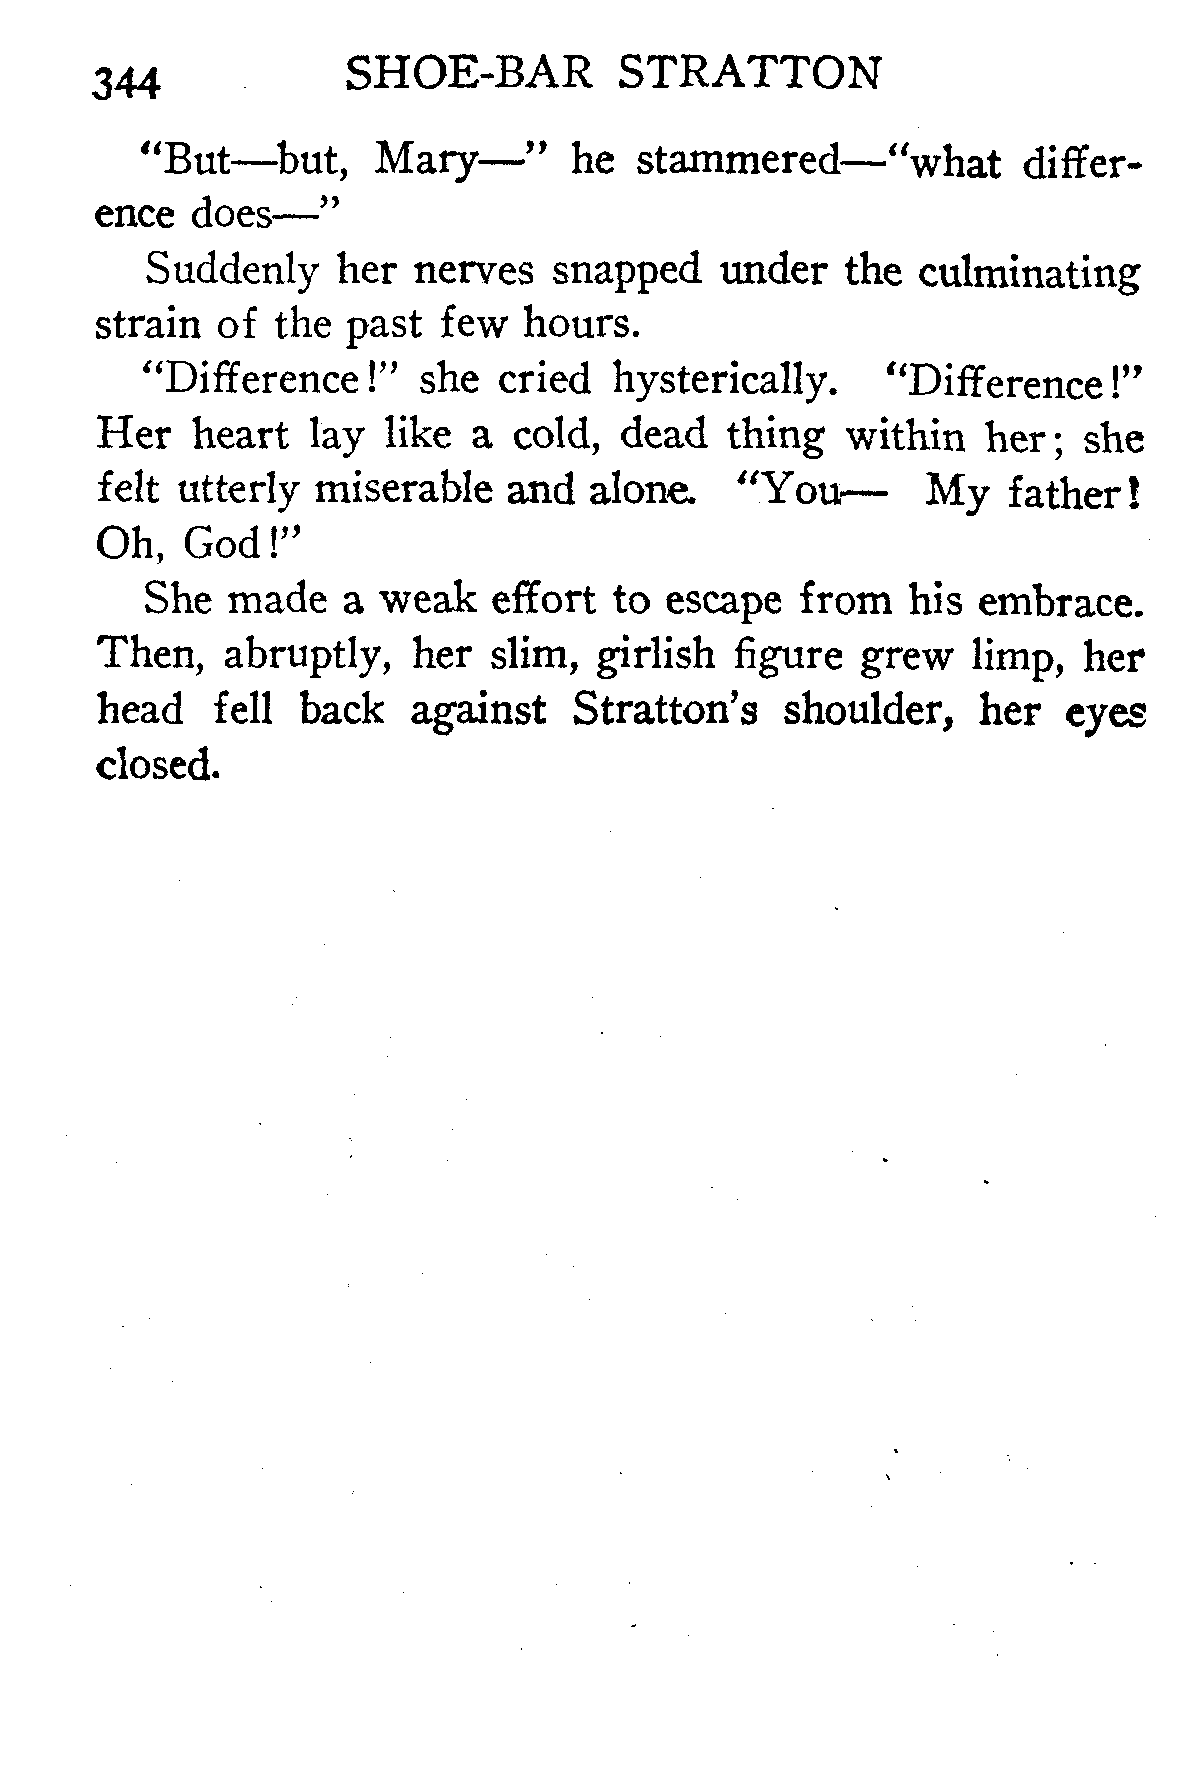 344 SHOE-BAR STRATTON
“But—but, Mary—” he stammered—“what differ-
ence does—”
Suddenly her nerves snapped under the culminating
strain of the past few hours.
“Difference!” she cried hysterically. “Difference!”
Her heart lay like a cold, dead thing within her; she
felt utterly miserable and alone. “You— My father!
Oh, God!”
She made a weak effort to escape from his embrace.
Then, abruptly, her slim, girlish figure grew limp, her
head fell back against Stratton’s shoulder, her eyes
closed.